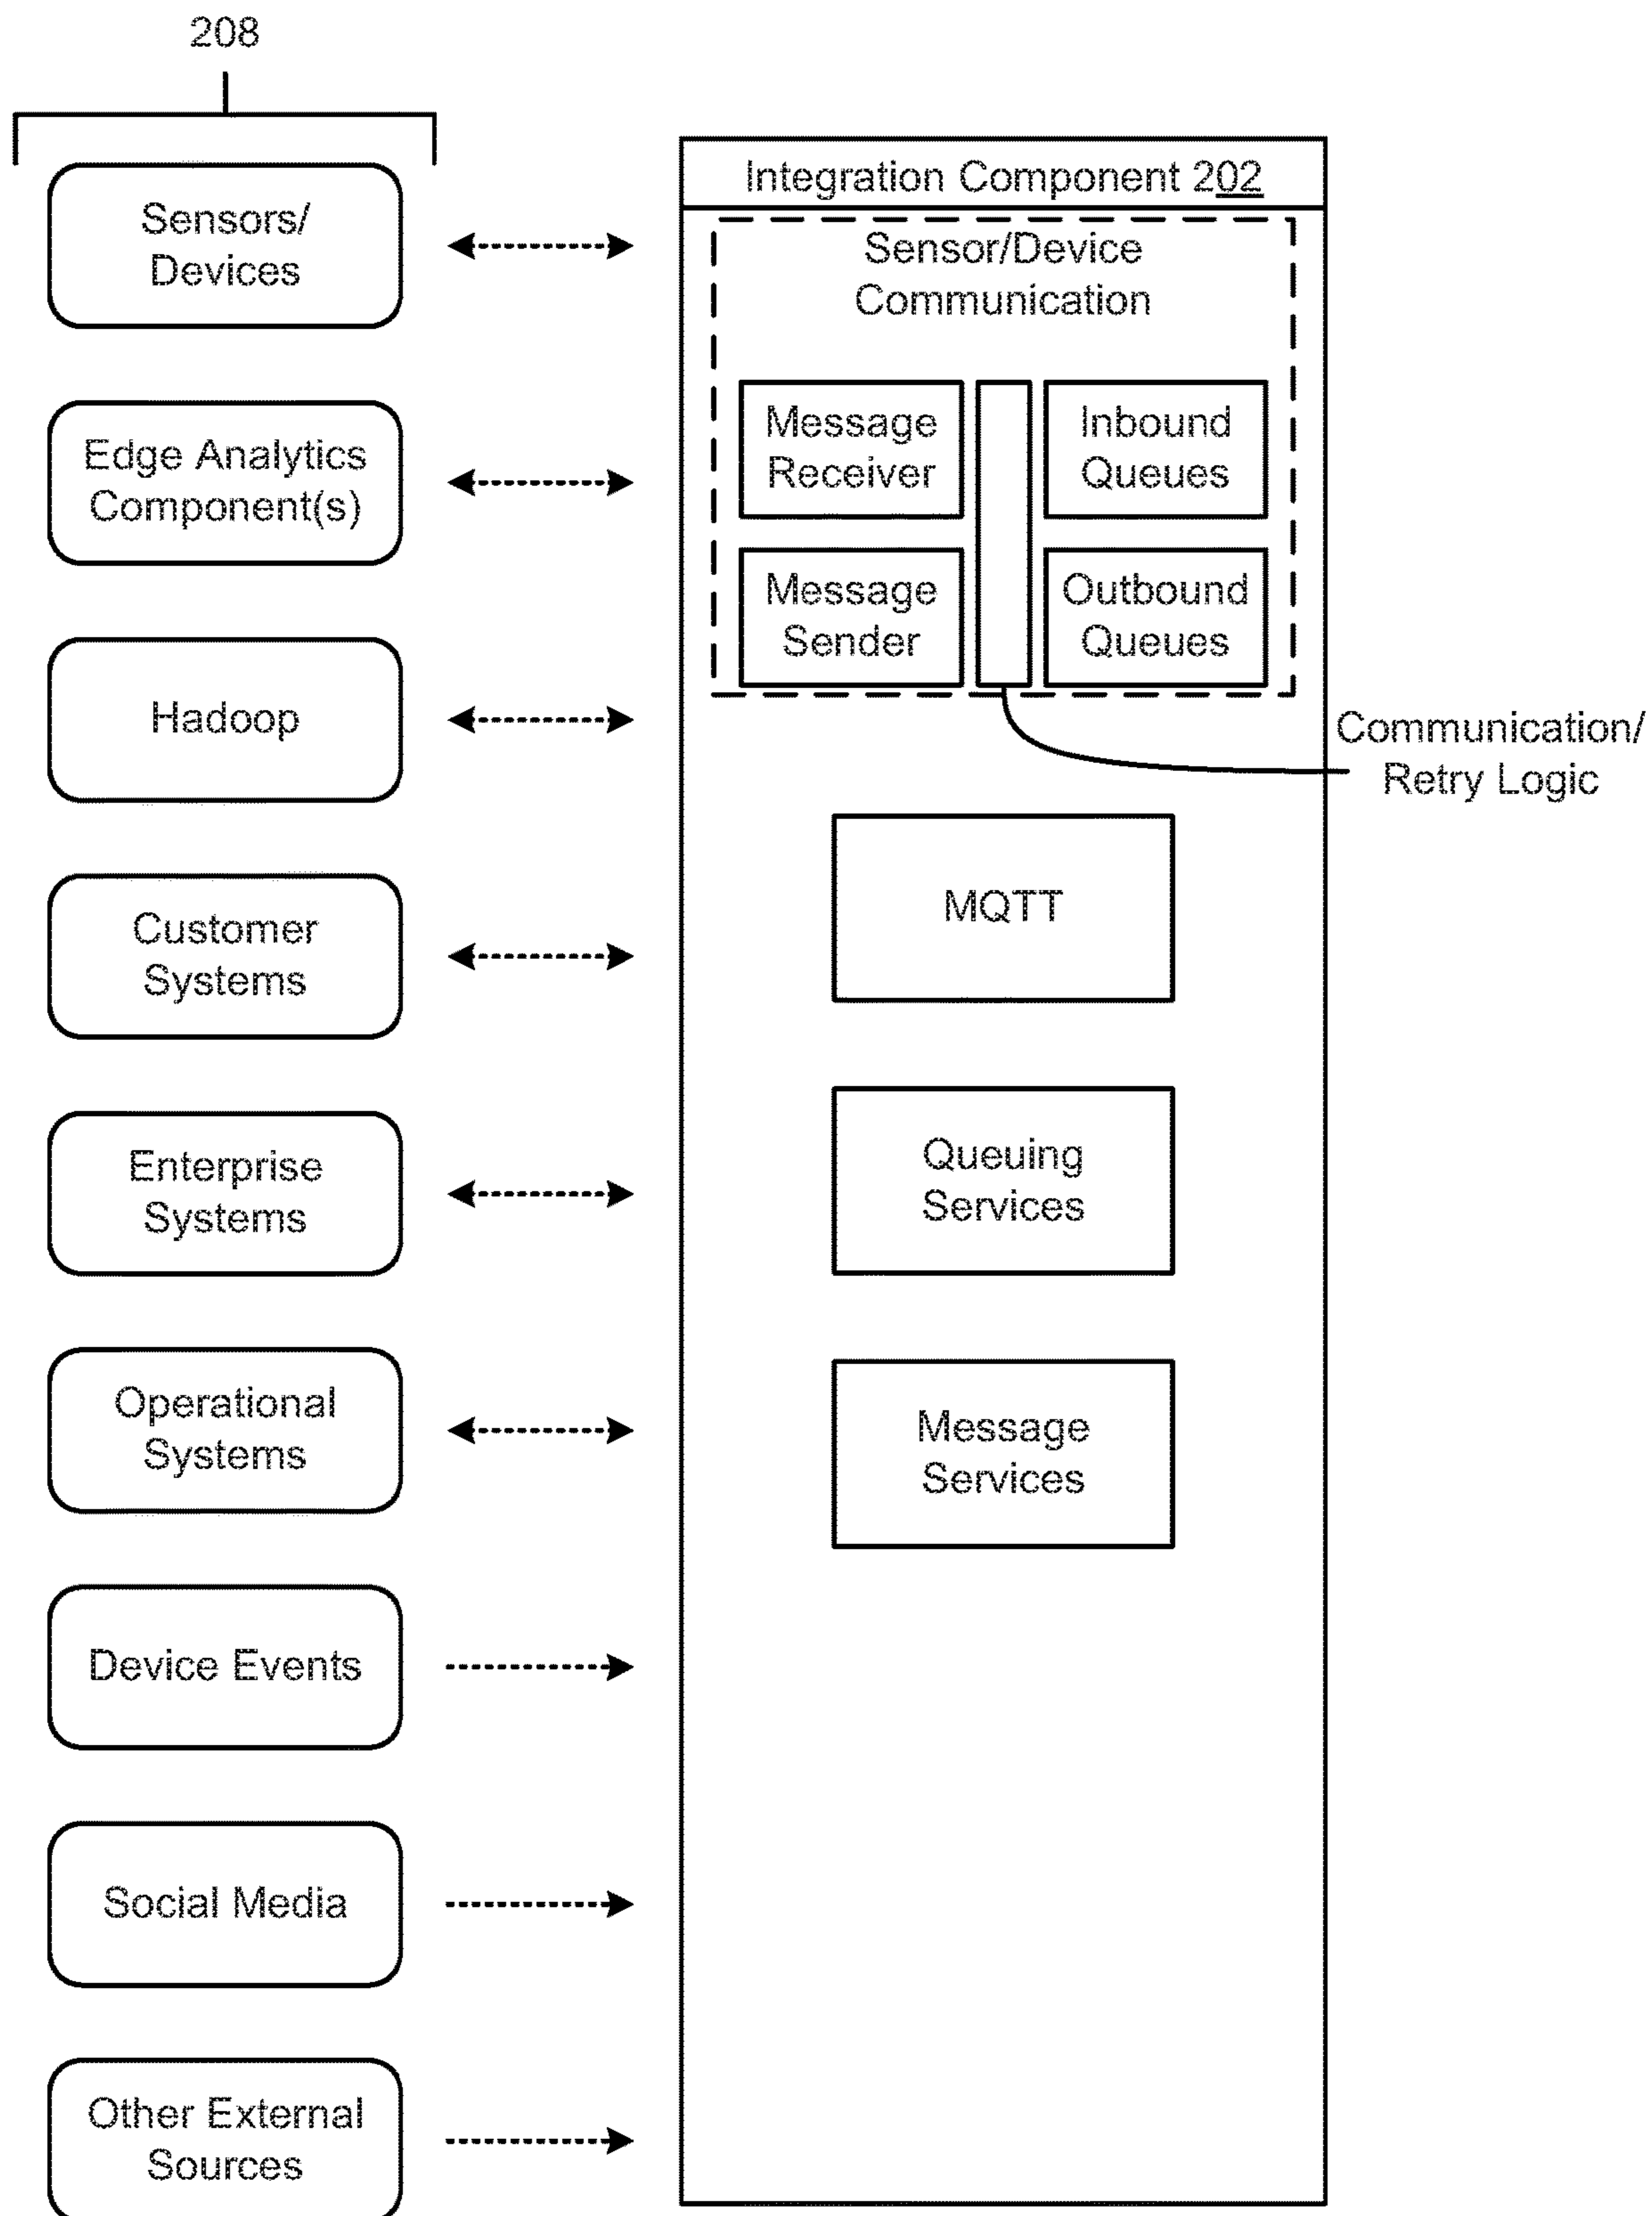 208
Sensors/
Devices
Edge Analytics
Component(s)
Hadoop
Customer
Systems
Enterprise
Systems
Operational
Systems
Device Events
Social Media
Other External
Sources
Integration Component 202
Sensor/Device
Communication
Message
Receiver
Inbound
Queues
Message
Sender
Outbound
Queues
Communication/
Retry Logic
MQTT
Queuing
Services
Message
Services